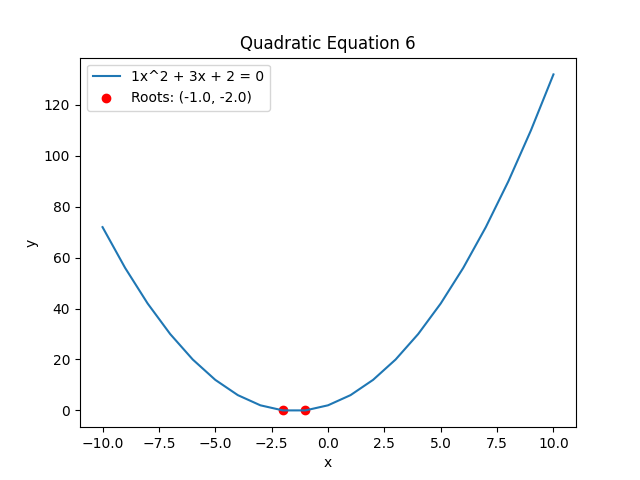 Quadratic Equation 6
1x^2 + 3x + 2 = 0
Roots: (-1.0, -2.0)
120
100
80
60
40
20
0
y
−10.0 −7.5 −5.0 −2.5 0.0 2.5 5.0 7.5 10.0
x